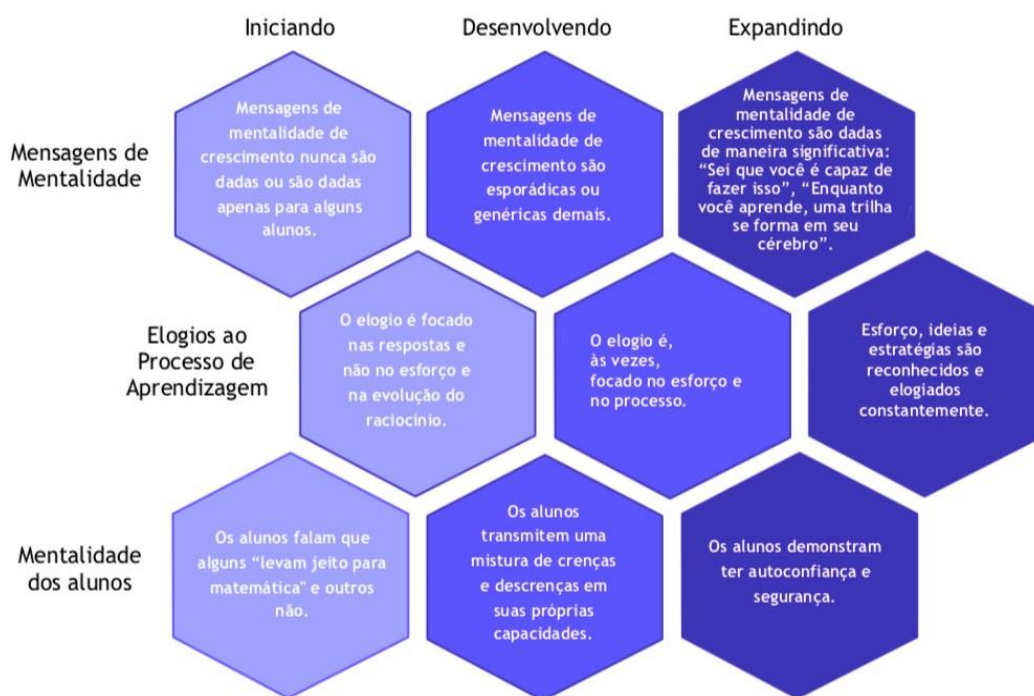 Iniciando
Desenvolvendo
Expandindo
Mensagens de
Mentalidade
Mensagens de
mentalidade de
crescimento nunca são
dadas ou são dadas
apenas para alguns
alunos.
Mensagens de
mentalidade de
crescimento são
esporádicas ou
genéricas demais.
Mensagens de
mentalidade de
crescimento são dadas
de maneira significativa:
“Sei que você é capaz de
fazer isso”, “Enquanto
você aprende, uma trilha
se forma em seu
cérebro”.
Elogios ao
Processo de
Aprendizagem
O elogio é focado
nas respostas e
não no esforço e
na evolução do
raciocínio.
O elogio é,
às vezes,
focado no esforço e
no processo.
Esforço, ideias e
estratégias são
reconhecidos e
elogiados
constantemente.
Mentalidade
dos alunos
Os alunos falam que
alguns “levam jeito para
matemática" e outros
não.
Os alunos
transmitem uma
mistura de crenças
e descrenças em
suas próprias
capacidades.
Os alunos demonstram
ter autoconfiança e
segurança.